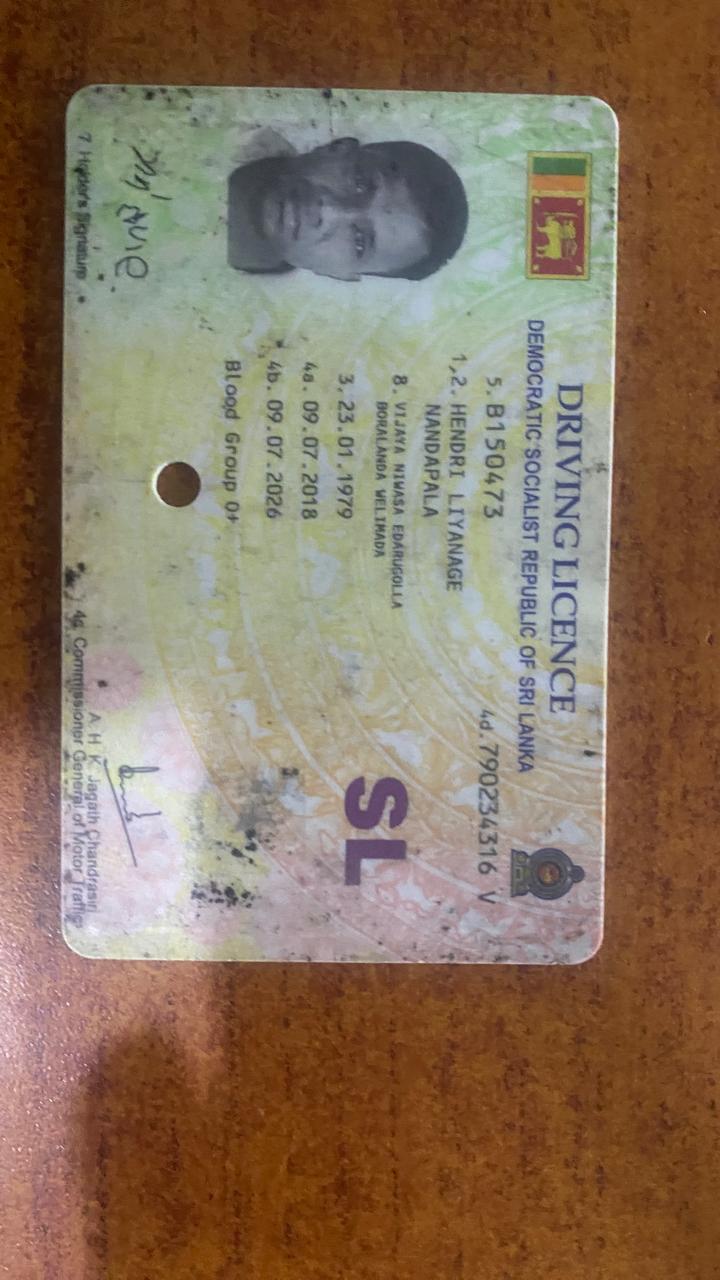 DRIVING LICENCE
DEMOCRATIC SOCIALIST REPUBLIC OF SRI LANKA
5. B150473
4d. 790234316 V
1,2. HENDRI LIYANAGE
NANDAPALA
8. VIJAYA NIWASA EDARUGOLLA
BORALANDA WELIMADA
3. 23.01.1979
SL
4a. 09.07.2018
4b. 09.07.2026
Blood Group O+
7 Holder's Signature
A. H. K. Jagath Chandrasiri
4c Commissioner General of Motor Traffic